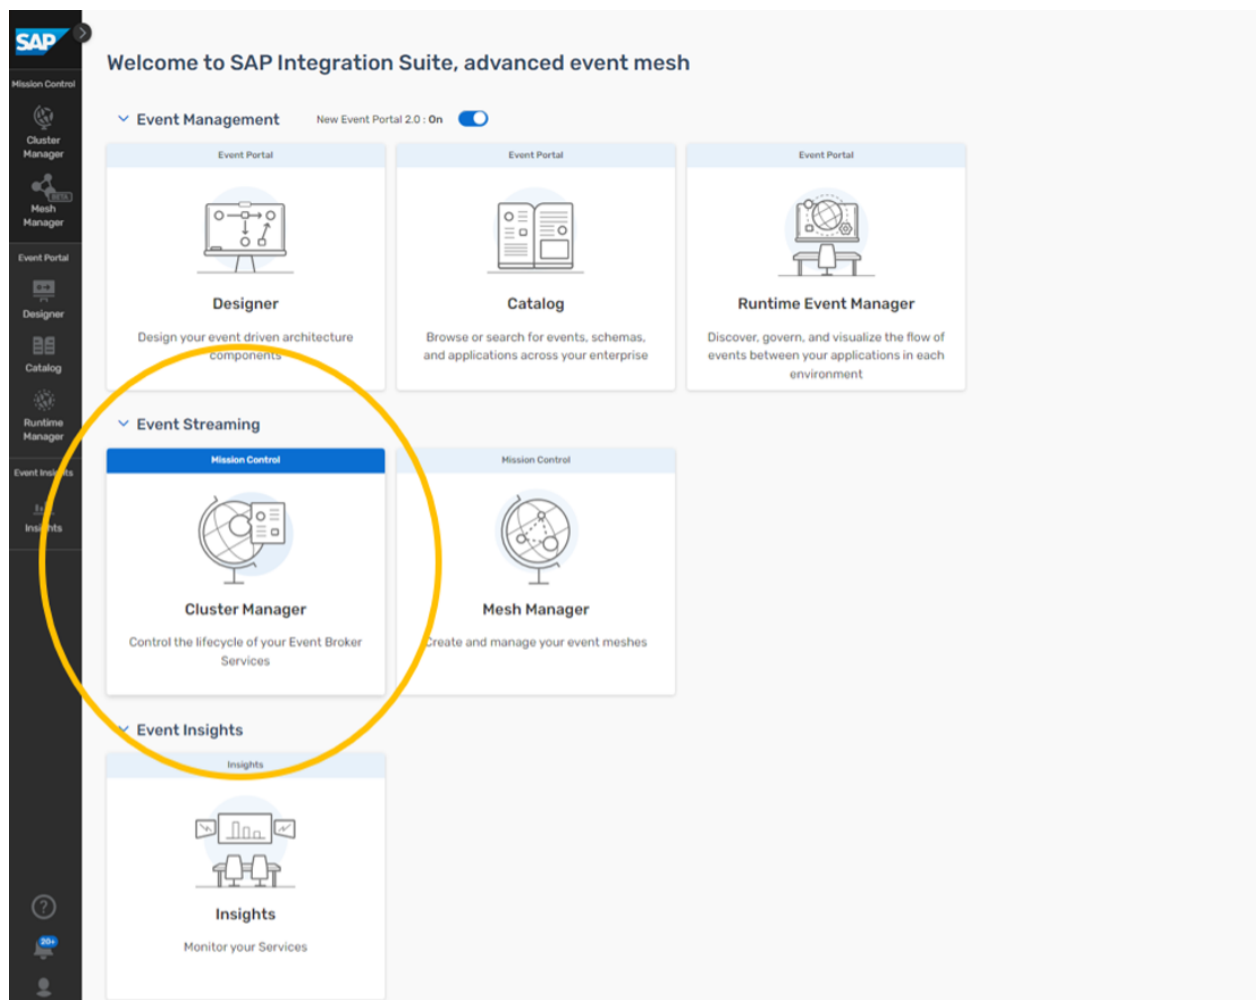 SAP
Mission Control
Cluster
Manager
BETA
Mesh
Manager
Event Portal
Designer
Catalog
Runtime
Manager
Event Insights
Insights
20+
Welcome to SAP Integration Suite, advanced event mesh
Event Management
New Event Portal 2.0 : On
Event Portal
Designer
Design your event driven architecture
components
Event Portal
Catalog
Browse or search for events, schemas,
and applications across your enterprise
Event Portal
Runtime Event Manager
Discover, govern, and visualize the flow of
events between your applications in each
environment
Event Streaming
Mission Control
Cluster Manager
Control the lifecycle of your Event Broker
Services
Mission Control
Mesh Manager
Create and manage your event meshes
Event Insights
Insights
Insights
Monitor your Services